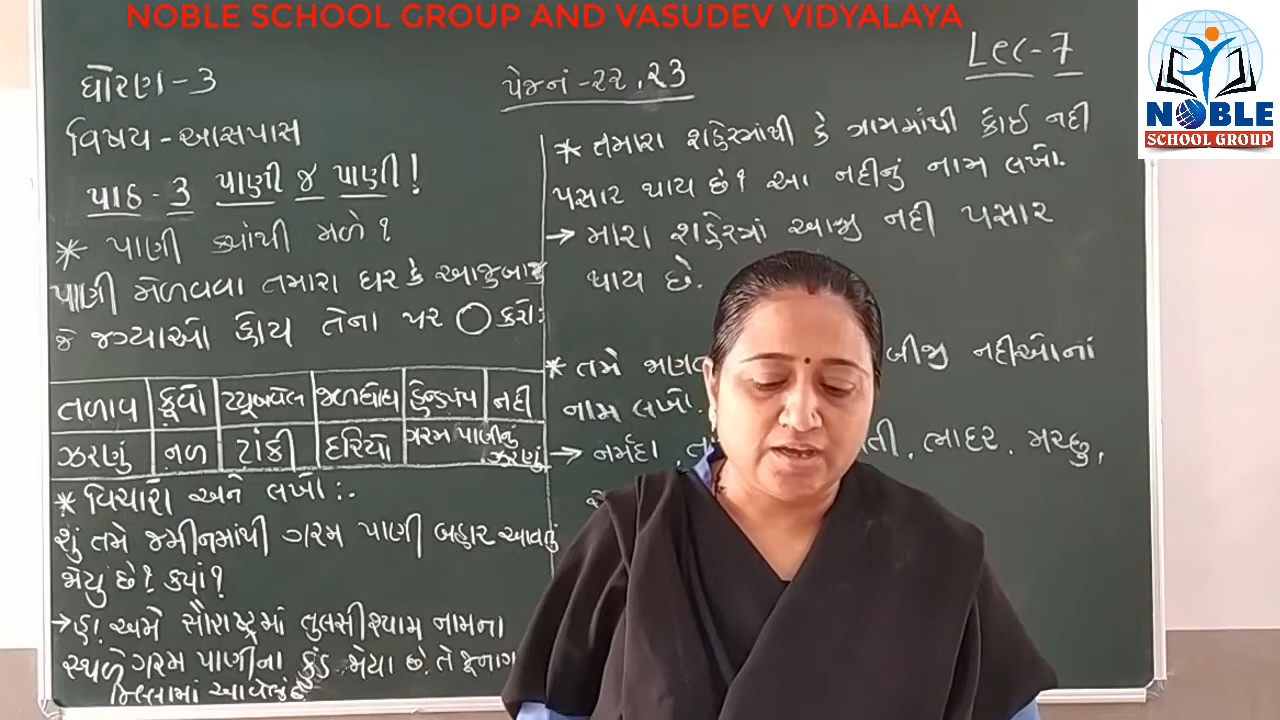 NOBLE SCHOOL GROUP AND VASUDEV VIDYALAYA
NOBLE
SCHOOL GROUP
Lec-7
ધોરણ-3
પેજનં-૨૨,૨૩
વિષય-આસપાસ
પાઠ-3 પાણી જ પાણી!
* પાણી ક્યાંથી મળે?
પાણી મેળવવા તમારા ઘર કે આજુબાજુ
જે જગ્યાઓ હોય તેના પર ○ કરો:
તળાવ કૂવો ટ્યૂબવેલ જળધોધ હેન્ડપંપ નદી
ઝરણું નળ ટાંકી દરિયો ગરમ પાણીનું ઝરણું
* વિચારો અને લખો:-
શું તમે જમીનમાંથી ગરમ પાણી બહાર આવતું
જોયું છે? ક્યાં?
→ હા અમે સૌરાષ્ટ્રમાં તુલસીશ્યામ નામના
સ્થળે ગરમ પાણીના કુંડ જોયા છે. તે
જિલ્લામાં આવેલું છે
* તમારા શહેરમાંથી કે ગામમાંથી કોઈ નદી
પસાર થાય છે? આ નદીનું નામ લખો.
→ મારા શહેરમાં આજી નદી પસાર
થાય છે.
* તમે બીજી નદીઓનાં
નામ લખો.
→ નર્મદા, ભાદર, મચ્છુ,